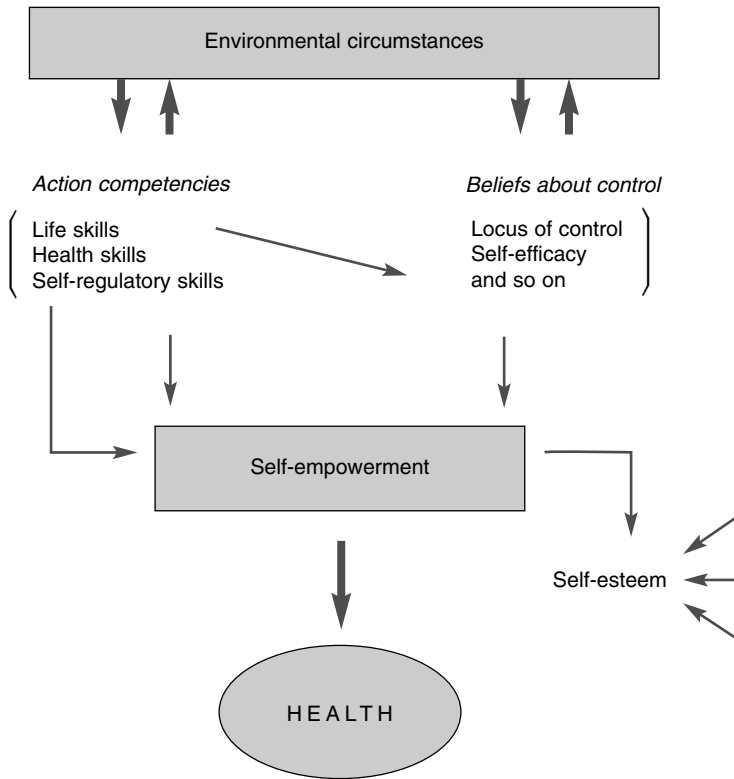 Environmental circumstances
Action competencies
Life skills
Health skills
Self-regulatory skills
Beliefs about control
Locus of control
Self-efficacy
and so on
Self-empowerment
Self-esteem
HEALTH